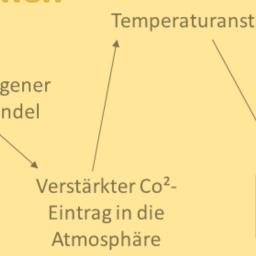 Temperaturanst
gener
ndel
Verstärkter Co²-
Eintrag in die
Atmosphäre